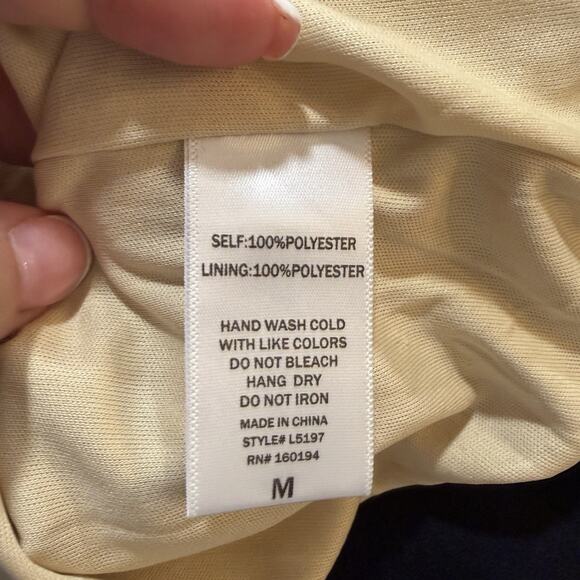 SELF:100%POLYESTER
LINING:100%POLYESTER
HAND WASH COLD
WITH LIKE COLORS
DO NOT BLEACH
HANG DRY
DO NOT IRON
MADE IN CHINA
STYLE# L5197
RN# 160194
M